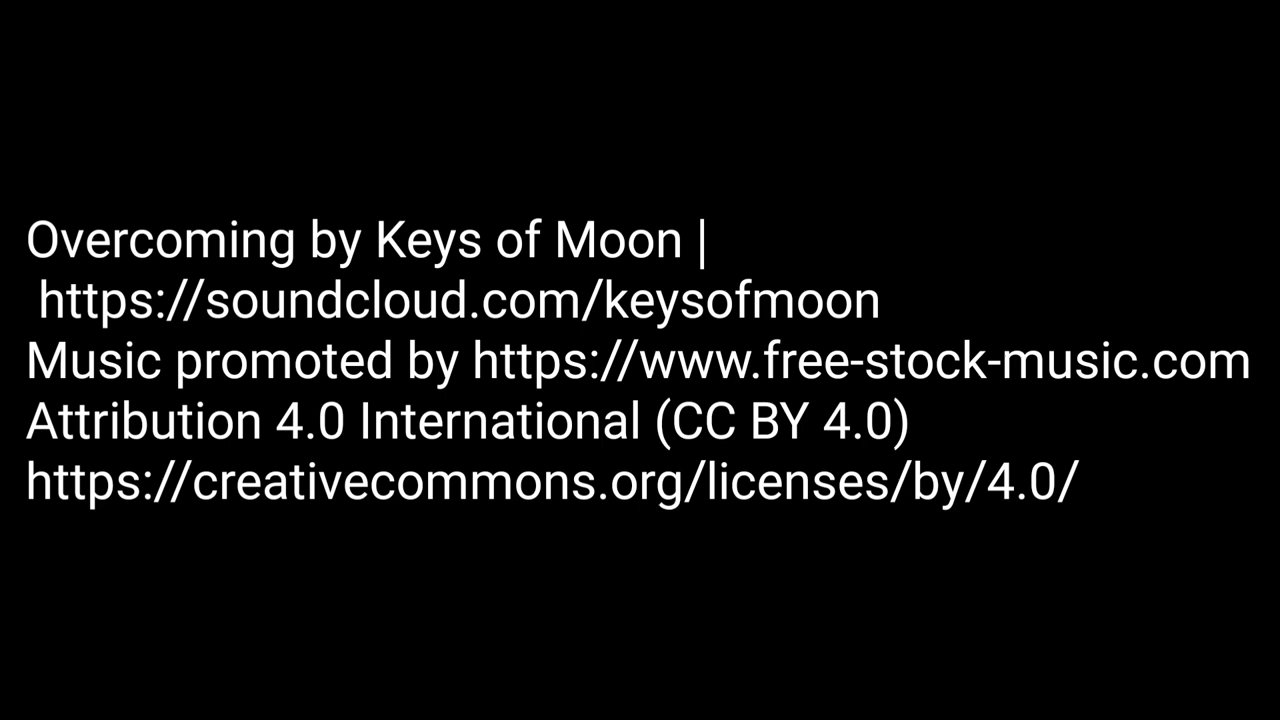 Overcoming by Keys of Moon |
https://soundcloud.com/keysofmoon
Music promoted by https://www.free-stock-music.com
Attribution 4.0 International (CC BY 4.0)
https://creativecommons.org/licenses/by/4.0/